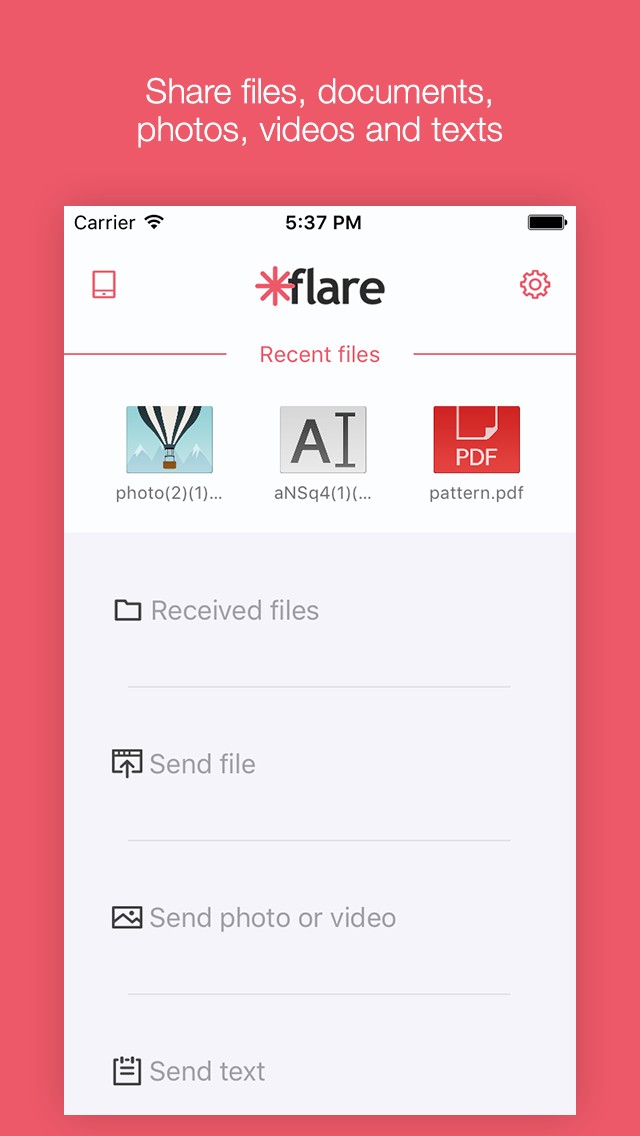 Share files, documents,
photos, videos and texts
Carrier 5:37 PM
flare
Recent files
AI
PDF
photo(2)(1)... aNSq4(1)(... pattern.pdf
Received files
Send file
Send photo or video
Send text